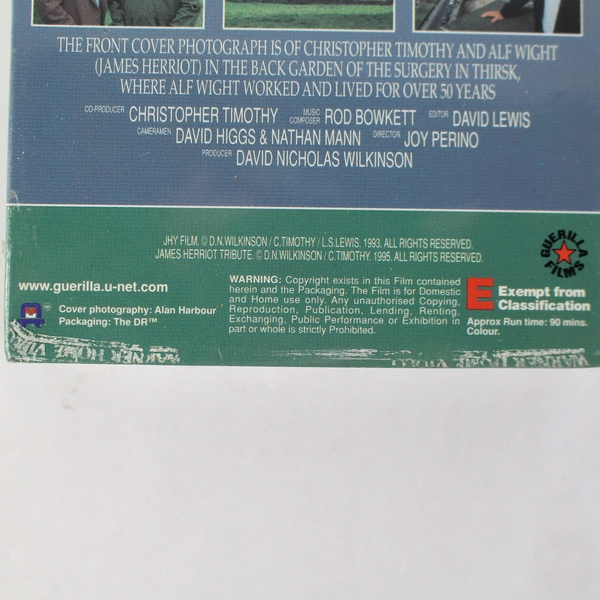 THE FRONT COVER PHOTOGRAPH IS OF CHRISTOPHER TIMOTHY AND ALF WIGHT
(JAMES HERRIOT) IN THE BACK GARDEN OF THE SURGERY IN THIRSK,
WHERE ALF WIGHT WORKED AND LIVED FOR OVER 50 YEARS
CO-PRODUCER CHRISTOPHER TIMOTHY MUSIC COMPOSER ROD BOWKETT EDITOR DAVID LEWIS
CAMERAMEN DAVID HIGGS & NATHAN MANN DIRECTOR JOY PERINO
PRODUCER DAVID NICHOLAS WILKINSON
JHY FILM. © D.N.WILKINSON / C.TIMOTHY / L.S.LEWIS. 1993. ALL RIGHTS RESERVED.
JAMES HERRIOT TRIBUTE. © D.N.WILKINSON / C.TIMOTHY. 1995. ALL RIGHTS RESERVED.
GUERILLA FILMS
www.guerilla.u-net.com
Cover photography: Alan Harbour
Packaging: The DR™
WARNING: Copyright exists in this Film contained
herein and the Packaging. The Film is for Domestic
and Home use only. Any unauthorised Copying,
Reproduction, Publication, Lending, Renting,
Exchanging, Public Performance or Exhibition in
part or whole is strictly Prohibited.
E Exempt from
Classification
Approx Run time: 90 mins.
Colour.
WARNER HOME VIDEO